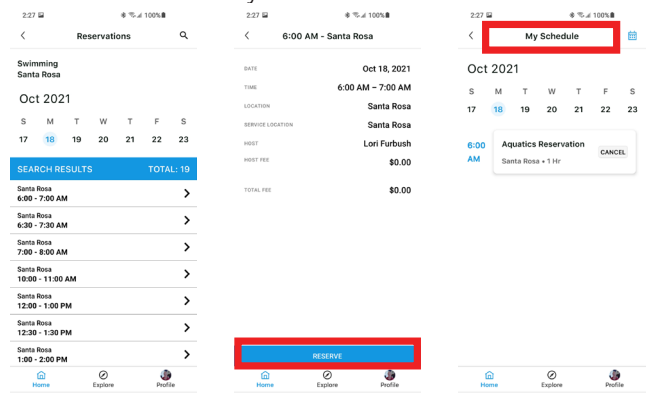 2:27 100%
Reservations
Swimming
Santa Rosa
Oct 2021
S M T W T F S
17 18 19 20 21 22 23
SEARCH RESULTS TOTAL: 19
Santa Rosa
6:00 - 7:00 AM
Santa Rosa
6:30 - 7:30 AM
Santa Rosa
7:00 - 8:00 AM
Santa Rosa
10:00 - 11:00 AM
Santa Rosa
12:00 - 1:00 PM
Santa Rosa
12:30 - 1:30 PM
Santa Rosa
1:00 - 2:00 PM
Home Explore Profile
2:27 100%
6:00 AM - Santa Rosa
DATE Oct 18, 2021
TIME 6:00 AM – 7:00 AM
LOCATION Santa Rosa
SERVICE LOCATION Santa Rosa
HOST Lori Furbush
HOST FEE $0.00
TOTAL FEE $0.00
RESERVE
Home Explore Profile
2:27 100%
My Schedule
Oct 2021
S M T W T F S
17 18 19 20 21 22 23
6:00 AM
Aquatics Reservation
Santa Rosa • 1 Hr
CANCEL
Home Explore Profile